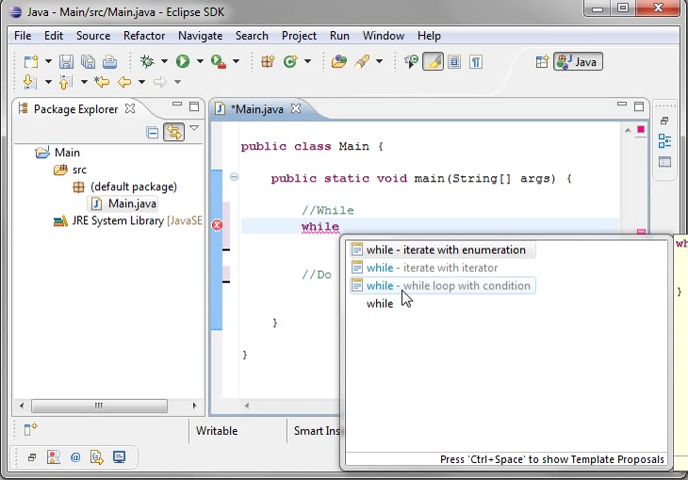 Java - Main/src/Main.java - Eclipse SDK
File Edit Source Refactor Navigate Search Project Run Window Help
Java
Package Explorer
*Main.java
Main
src
(default package)
Main.java
JRE System Library [JavaSE
public class Main {
public static void main(String[] args) {
//While
while
//Do
}
}
while - iterate with enumeration
while - iterate with iterator
while - while loop with condition
while
Press 'Ctrl+Space' to show Template Proposals
wh
}
Writable
Smart Ins